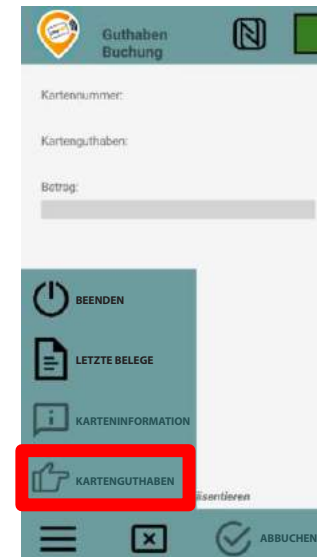 Guthaben
Buchung
Kartennummer:
Kartenguthaben:
Betrag:
BEENDEN
LETZTE BELEGE
KARTENINFORMATION
KARTENGUTHABEN
ABBUCHEN